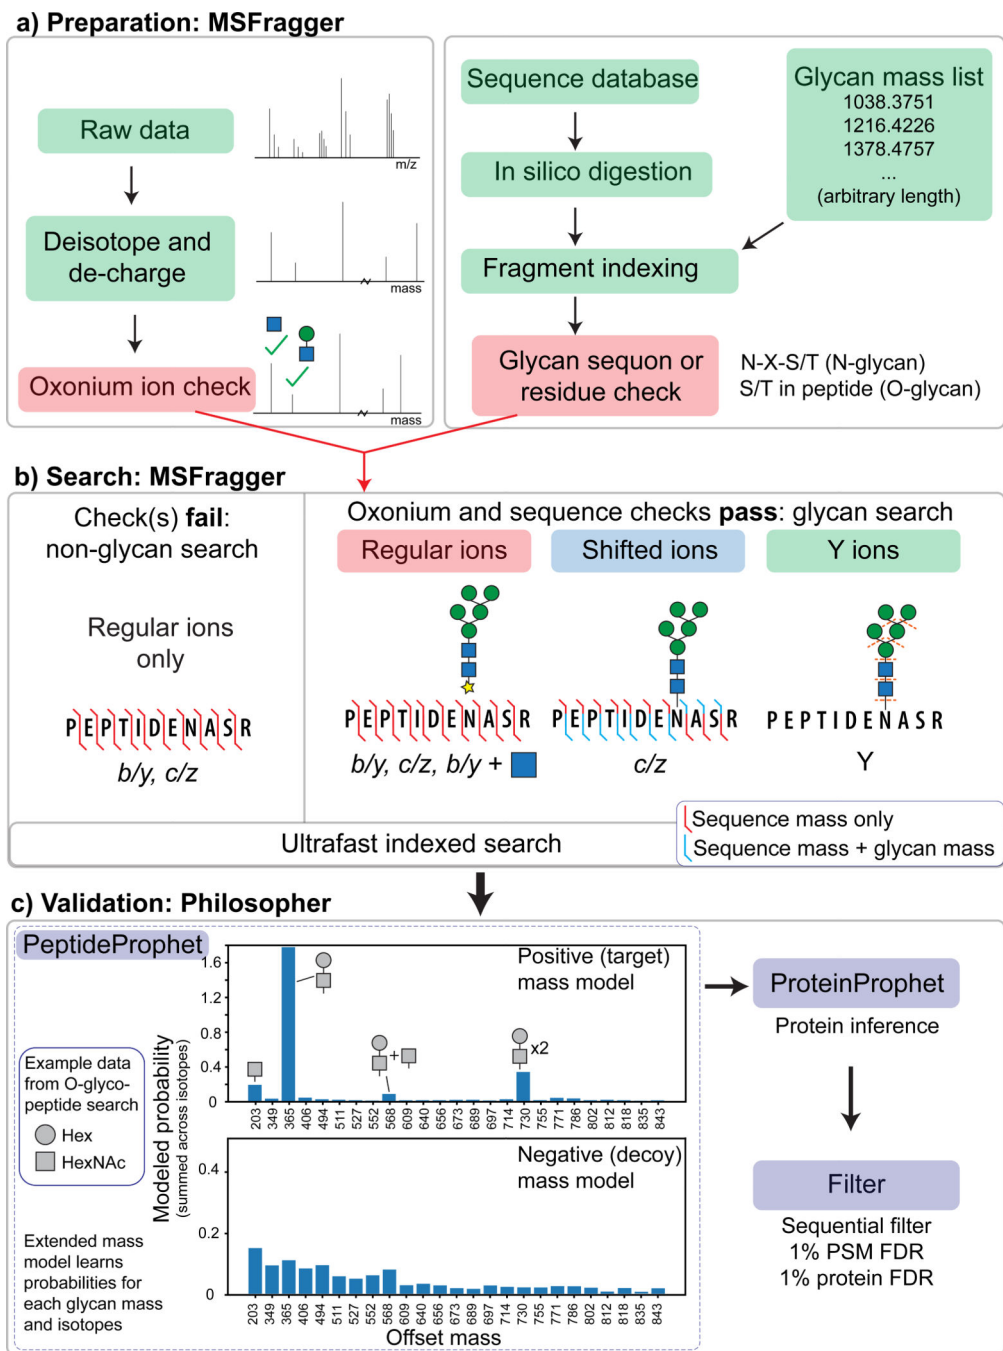 a) Preparation: MSFragger
Raw data
m/z
Deisotope and
de-charge
mass
Oxonium ion check
mass
Sequence database
In silico digestion
Fragment indexing
Glycan sequon or
residue check
Glycan mass list
1038.3751
1216.4226
1378.4757
...
(arbitrary length)
N-X-S/T (N-glycan)
S/T in peptide (O-glycan)
b) Search: MSFragger
Check(s) fail:
non-glycan search
Regular ions
only
PEPTIDENASR
b/y, c/z
Oxonium and sequence checks pass: glycan search
Regular ions
PEPTIDENASR
b/y, c/z, b/y +
Shifted ions
PEPTIDENASR
c/z
Y ions
PEPTIDENASR
Y
Ultrafast indexed search
Sequence mass only
Sequence mass + glycan mass
c) Validation: Philosopher
PeptideProphet
Example data
from O-glyco-
peptide search
Hex
HexNAc
Extended mass
model learns
probabilities for
each glycan mass
and isotopes
Modeled probability
(summed across isotopes)
Positive (target)
mass model
1.6
1.2
0.8
0.4
0
+
x2
203 349 365 406 494 511 527 552 568 609 640 656 673 689 697 714 730 755 771 786 802 812 818 835 843
Negative (decoy)
mass model
0.4
0.2
0
203 349 365 406 494 511 527 552 568 609 640 656 673 689 697 714 730 755 771 786 802 812 818 835 843
Offset mass
ProteinProphet
Protein inference
Filter
Sequential filter
1% PSM FDR
1% protein FDR